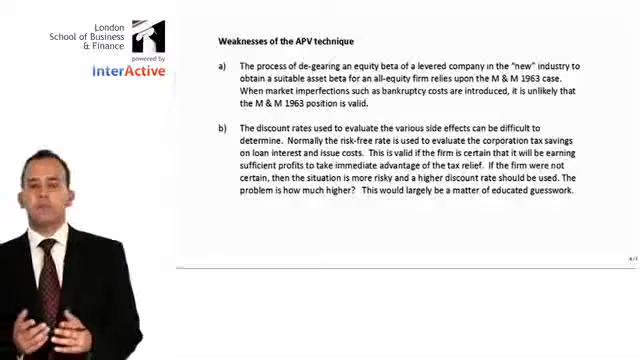 London
School of Business
& Finance
powered by
InterActive
Weaknesses of the APV technique
a) The process of de-gearing an equity beta of a levered company in the "new" industry to
obtain a suitable asset beta for an all-equity firm relies upon the M & M 1963 case.
When market imperfections such as bankruptcy costs are introduced, it is unlikely that
the M & M 1963 position is valid.
b) The discount rates used to evaluate the various side effects can be difficult to
determine. Normally the risk-free rate is used to evaluate the corporation tax savings
on loan interest and issue costs. This is valid if the firm is certain that it will be earning
sufficient profits to take immediate advantage of the tax relief. If the firm were not
certain, then the situation is more risky and a higher discount rate should be used. The
problem is how much higher? This would largely be a matter of educated guesswork.